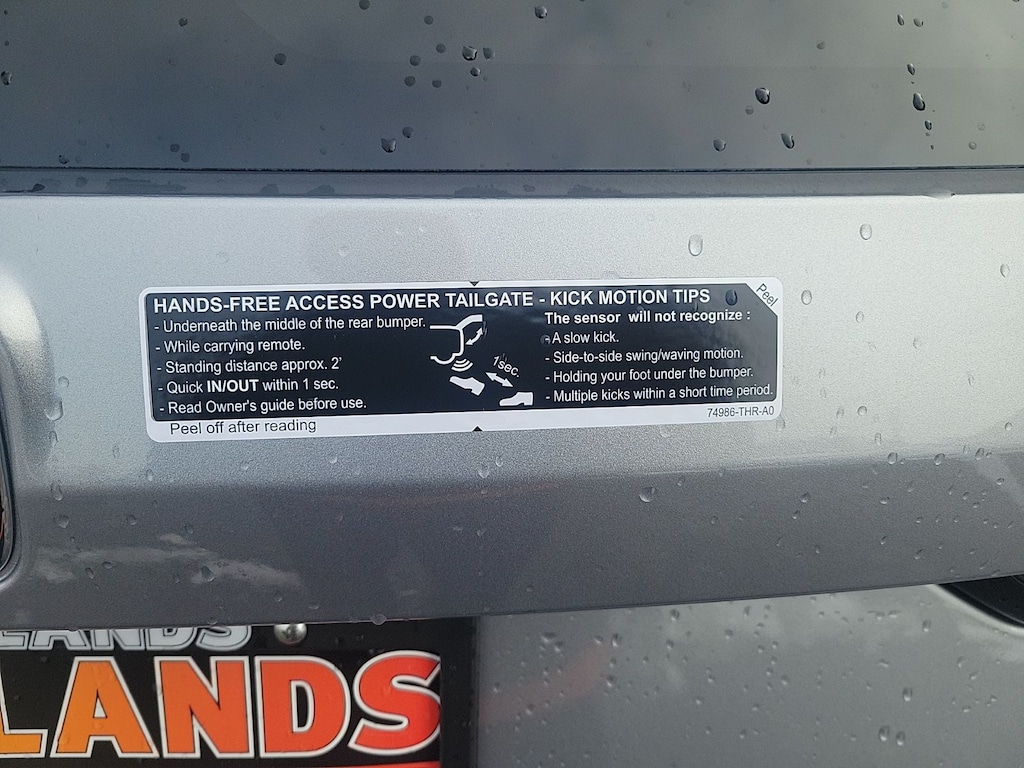 HANDS-FREE ACCESS POWER TAILGATE - KICK MOTION TIPS
Peel
- Underneath the middle of the rear bumper.
- While carrying remote.
- Standing distance approx. 2'
- Quick IN/OUT within 1 sec.
- Read Owner's guide before use.
1sec.
The sensor will not recognize :
- A slow kick.
- Side-to-side swing/waving motion.
- Holding your foot under the bumper.
- Multiple kicks within a short time period.
74986-THR-A0
Peel off after reading
LANDS
LANDS